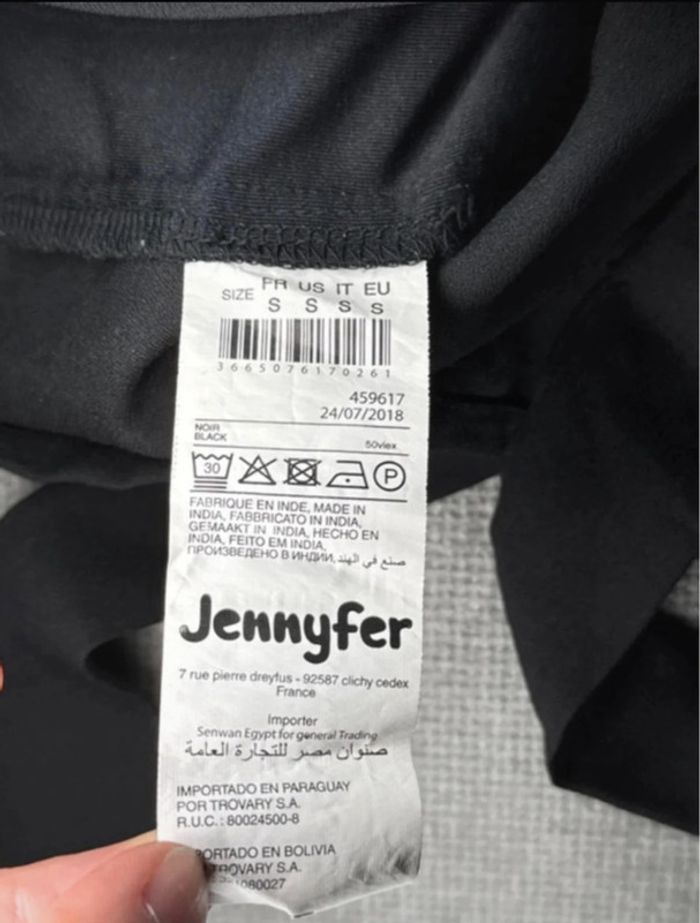 SIZE FR US IT EU
S S S S
3665076170261
459617
24/07/2018
NOIR
BLACK
50viex
30
P
FABRIQUE EN INDE, MADE IN
INDIA, FABBRICATO IN INDIA,
GEMAAKT IN INDIA, HECHO EN
INDIA, FEITO EM INDIA,
ПРОИЗВЕДЕНО В ИНДИИ, صنع في الهند
Jennyfer
7 rue pierre dreyfus - 92587 clichy cedex
France
Importer
Senwan Egypt for general Trading
صنوان مصر للتجارة العامة
IMPORTADO EN PARAGUAY
POR TROVARY S.A.
R.U.C.: 80024500-8
PORTADO EN BOLIVIA
TROVARY S.A.
080027